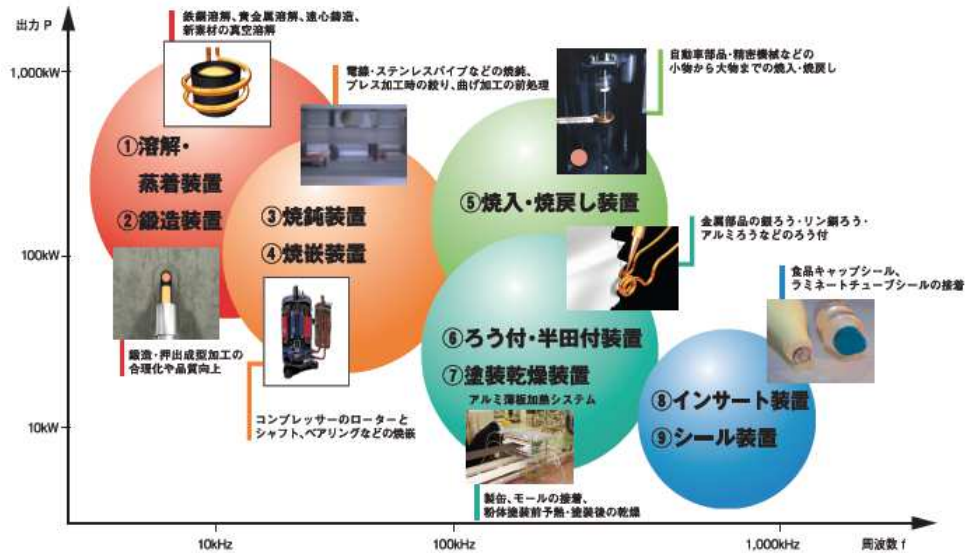 出力 P
1,000kW
100kW
10kW
鉄鋼溶解、貴金属溶解、遠心鋳造、
新素材の真空溶解
電線・ステンレスパイプなどの焼鈍、
プレス加工時の絞り、曲げ加工の前処理
自動車部品・精密機械などの
小物から大物までの焼入・焼戻し
①溶解・
蒸着装置
②鍛造装置
③焼鈍装置
④焼嵌装置
⑤焼入・焼戻し装置
金属部品の銀ろう・リン銅ろう・
アルミろうなどのろう付
食品キャップシール、
ラミネートチューブシールの接着
鍛造・押出成型加工の
合理化や品質向上
⑥ろう付・半田付装置
⑦塗装乾燥装置
アルミ薄板加熱システム
⑧インサート装置
⑨シール装置
コンプレッサーのローターと
シャフト、ベアリングなどの焼嵌
製缶、モールの接着、
粉体塗装前予熱・塗装後の乾燥
10kHz
100kHz
1,000kHz
周波数 f